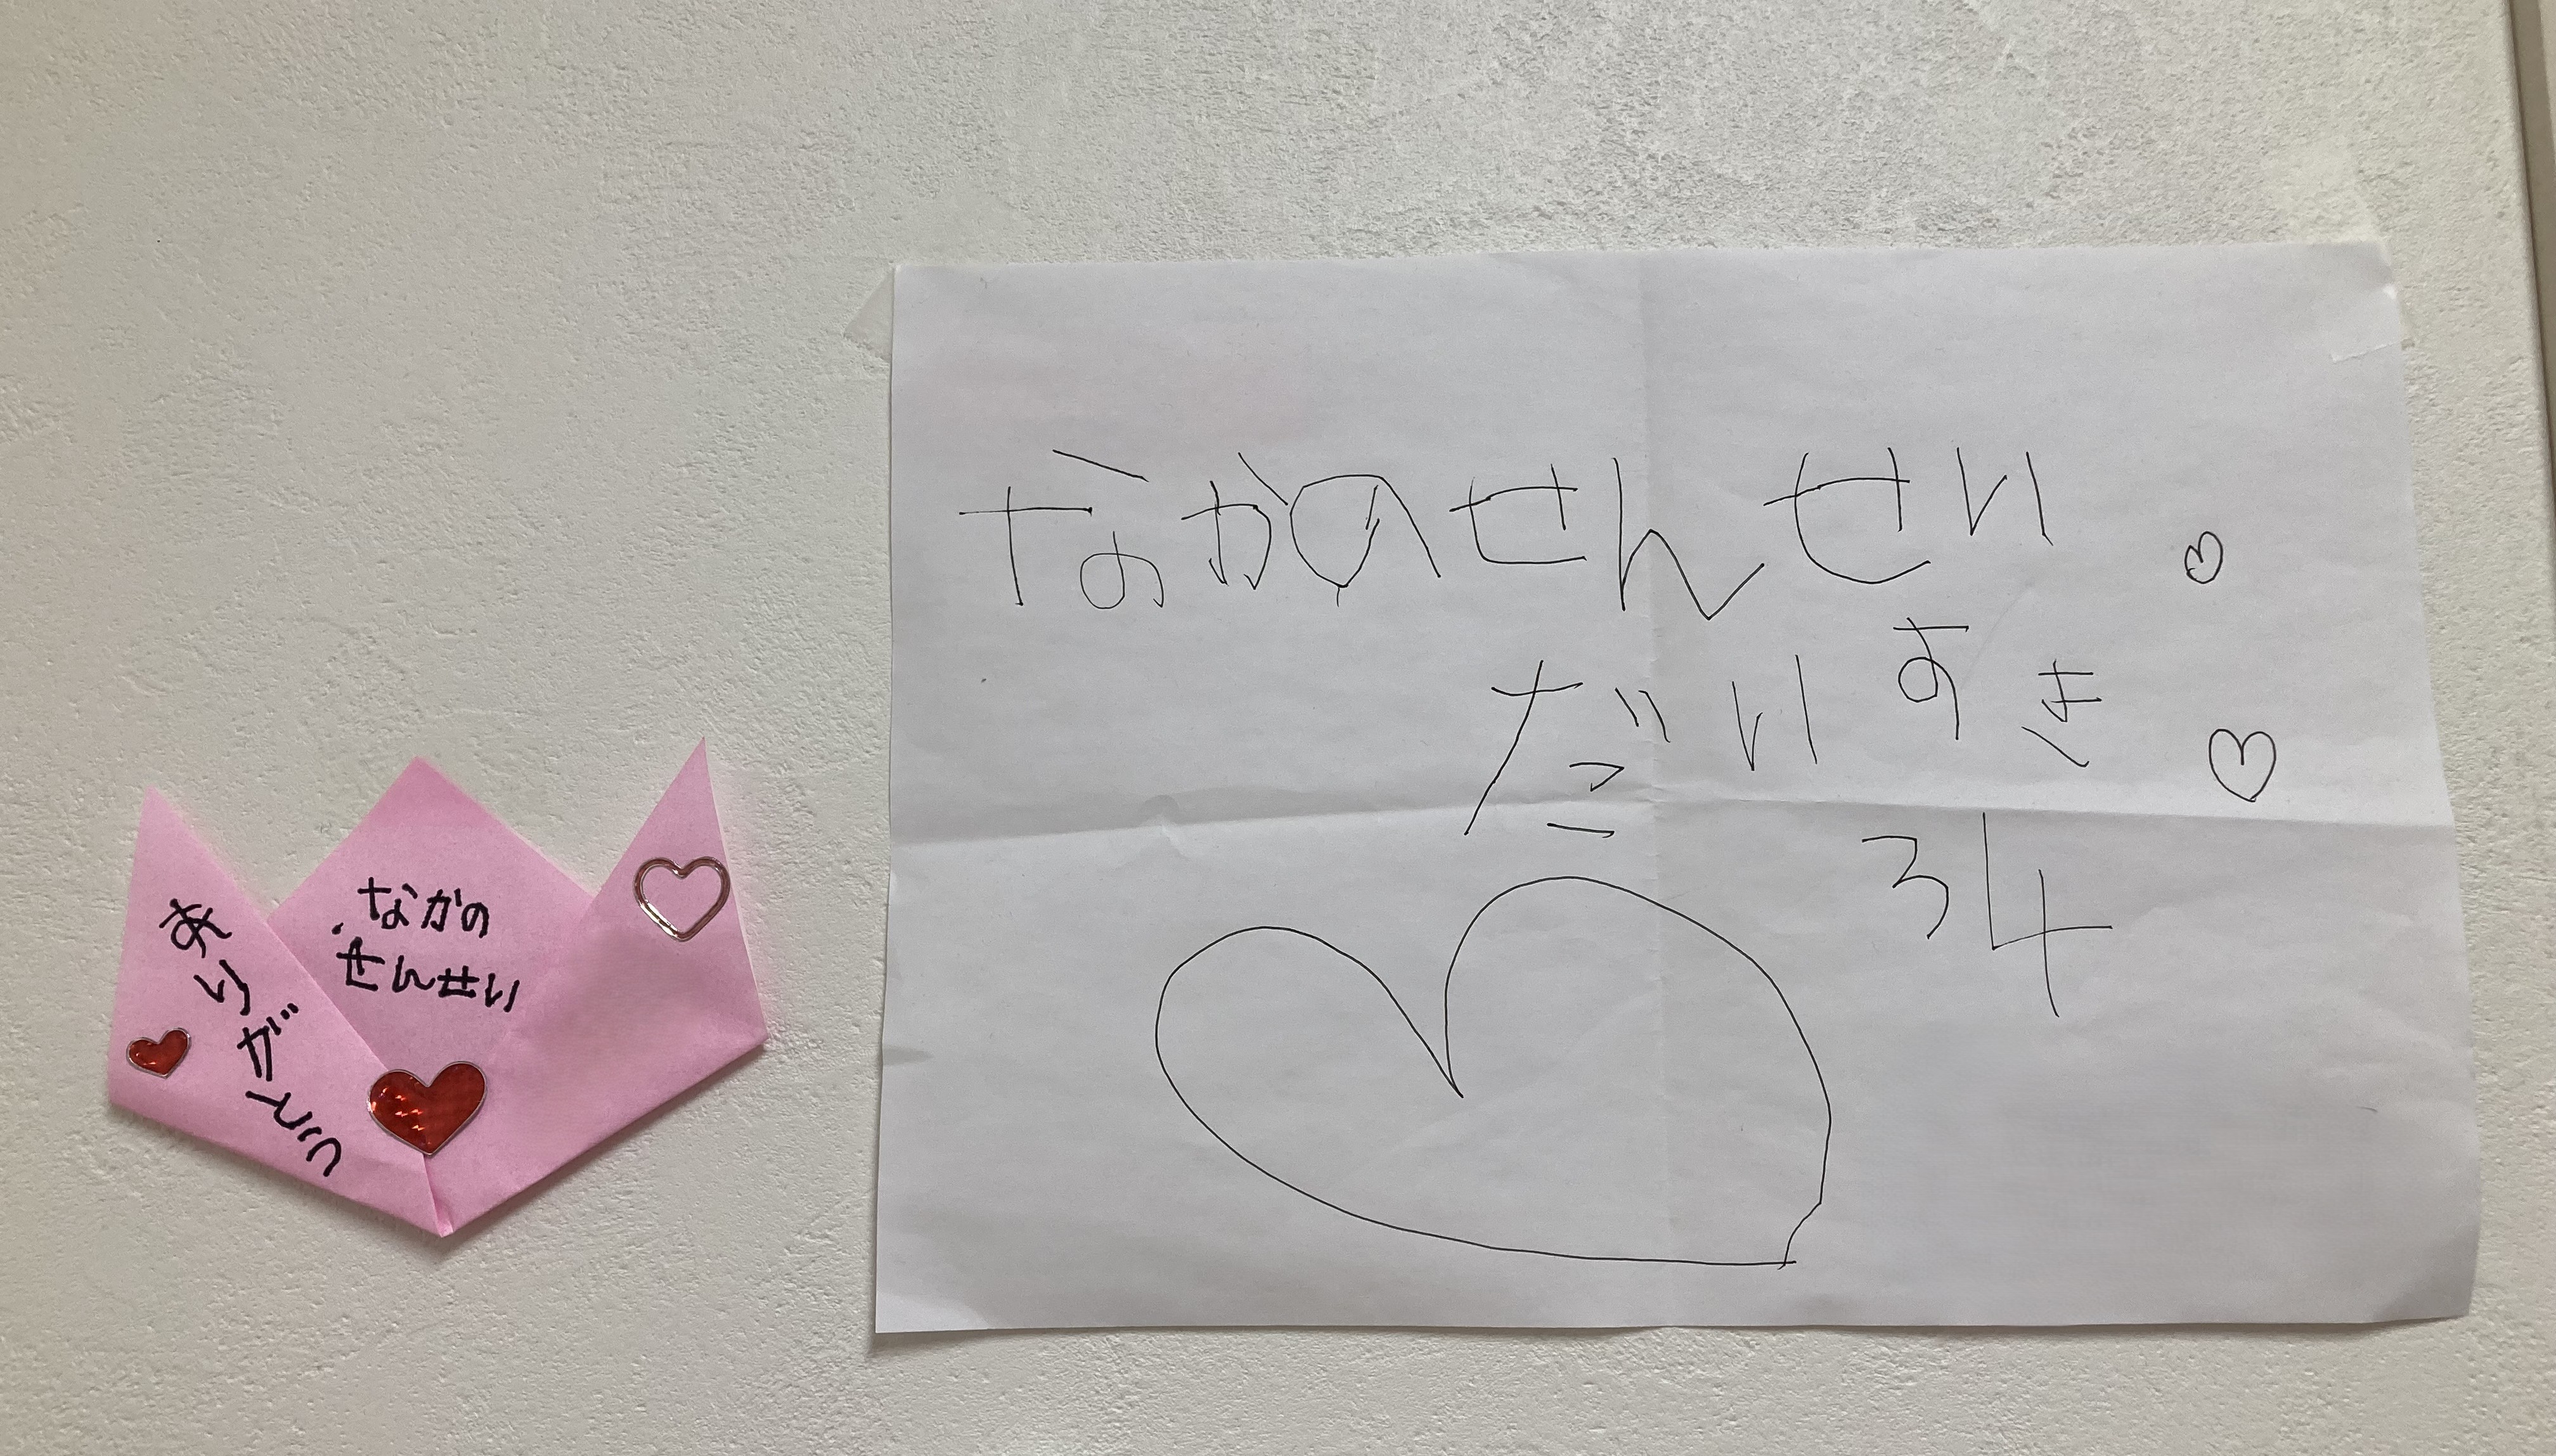 ありがとう
なかの
せんせい
なかのせんせい
だいすき
34